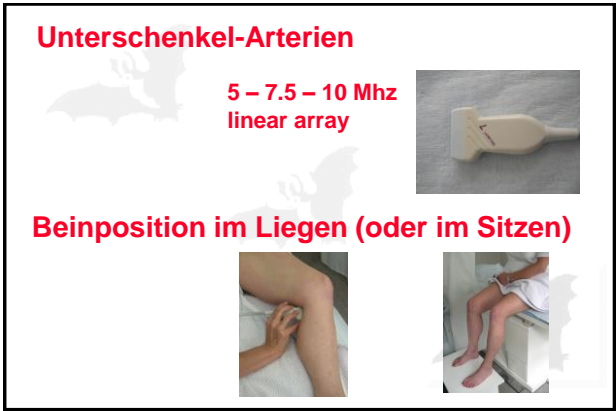 Unterschenkel-Arterien
5 – 7.5 – 10 Mhz
linear array
Beinposition im Liegen (oder im Sitzen)